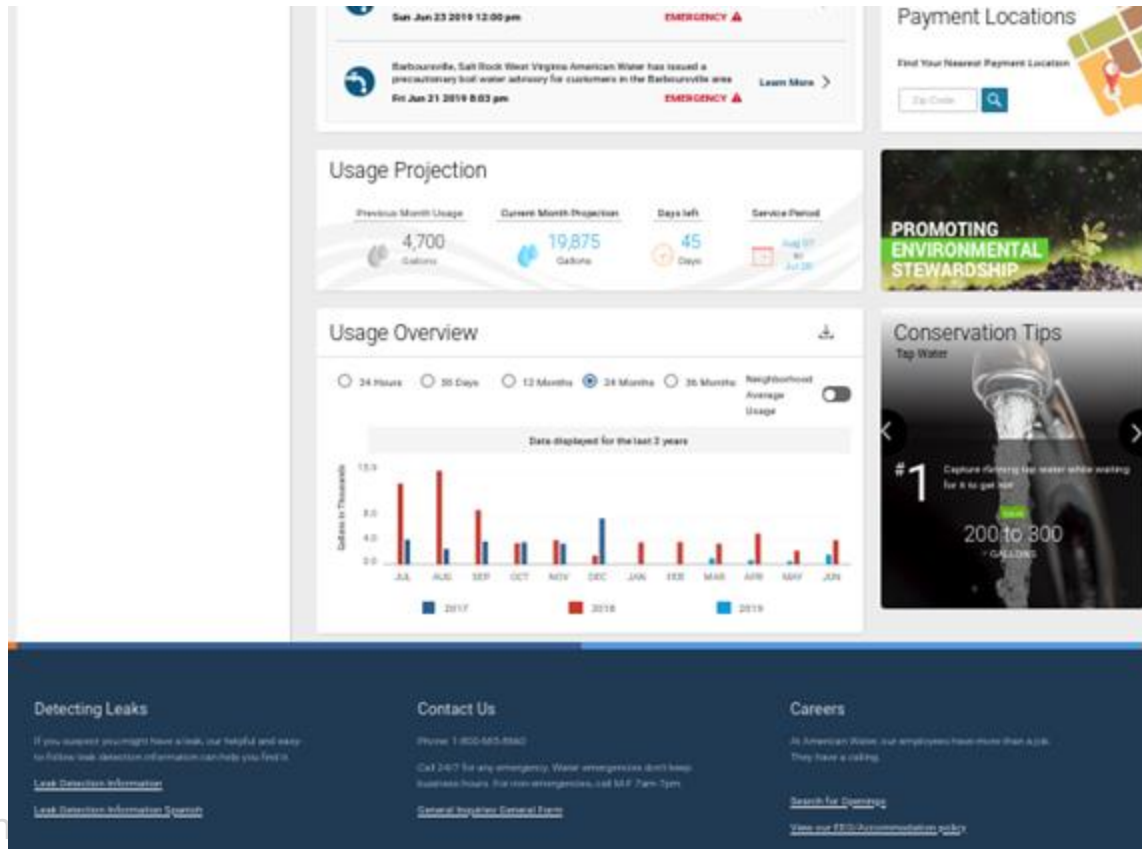 Sun Jun 23 2019 12:00 pm
EMERGENCY
Barboursville, Salt Rock West Virginia American Water has issued a
precautionary boil water advisory for customers in the Barboursville area
Learn More
Fri Jun 21 2019 8:03 pm
EMERGENCY
Payment Locations
Find Your Nearest Payment Location
Zip Code
Usage Projection
Previous Month Usage
Current Month Projection
Days left
Service Period
4,700
Gallons
19,875
Gallons
45
Days
Aug 07
to
PROMOTING
ENVIRONMENTAL
STEWARDSHIP
Usage Overview
24 Hours
30 Days
12 Months
24 Months
36 Months
Neighborhood
Average
Usage
Data displayed for the last 2 years
Gallons in Thousands
8.0
4.0
0.0
JUL
AUG
SEP
OCT
NOV
DEC
JAN
FEB
MAR
APR
MAY
JUN
2017
2018
2019
Conservation Tips
Tap Water
#1
Capture running tap water while waiting
for it to get hot
200 to 300
GALLONS
Detecting Leaks
If you suspect you might have a leak, our helpful and easy-
to-follow leak detection information can help you find it.
Leak Detection Information
Leak Detection Information Spanish
Contact Us
Phone: 1-800-685-8660
Call 24/7 for any emergency. Water emergencies don't keep
business hours. For non-emergencies, call M-F 7am-7pm
General Inquiries General Form
Careers
At American Water, our employees have more than a job.
They have a calling.
Search for Openings
View our EEO/Accommodation policy